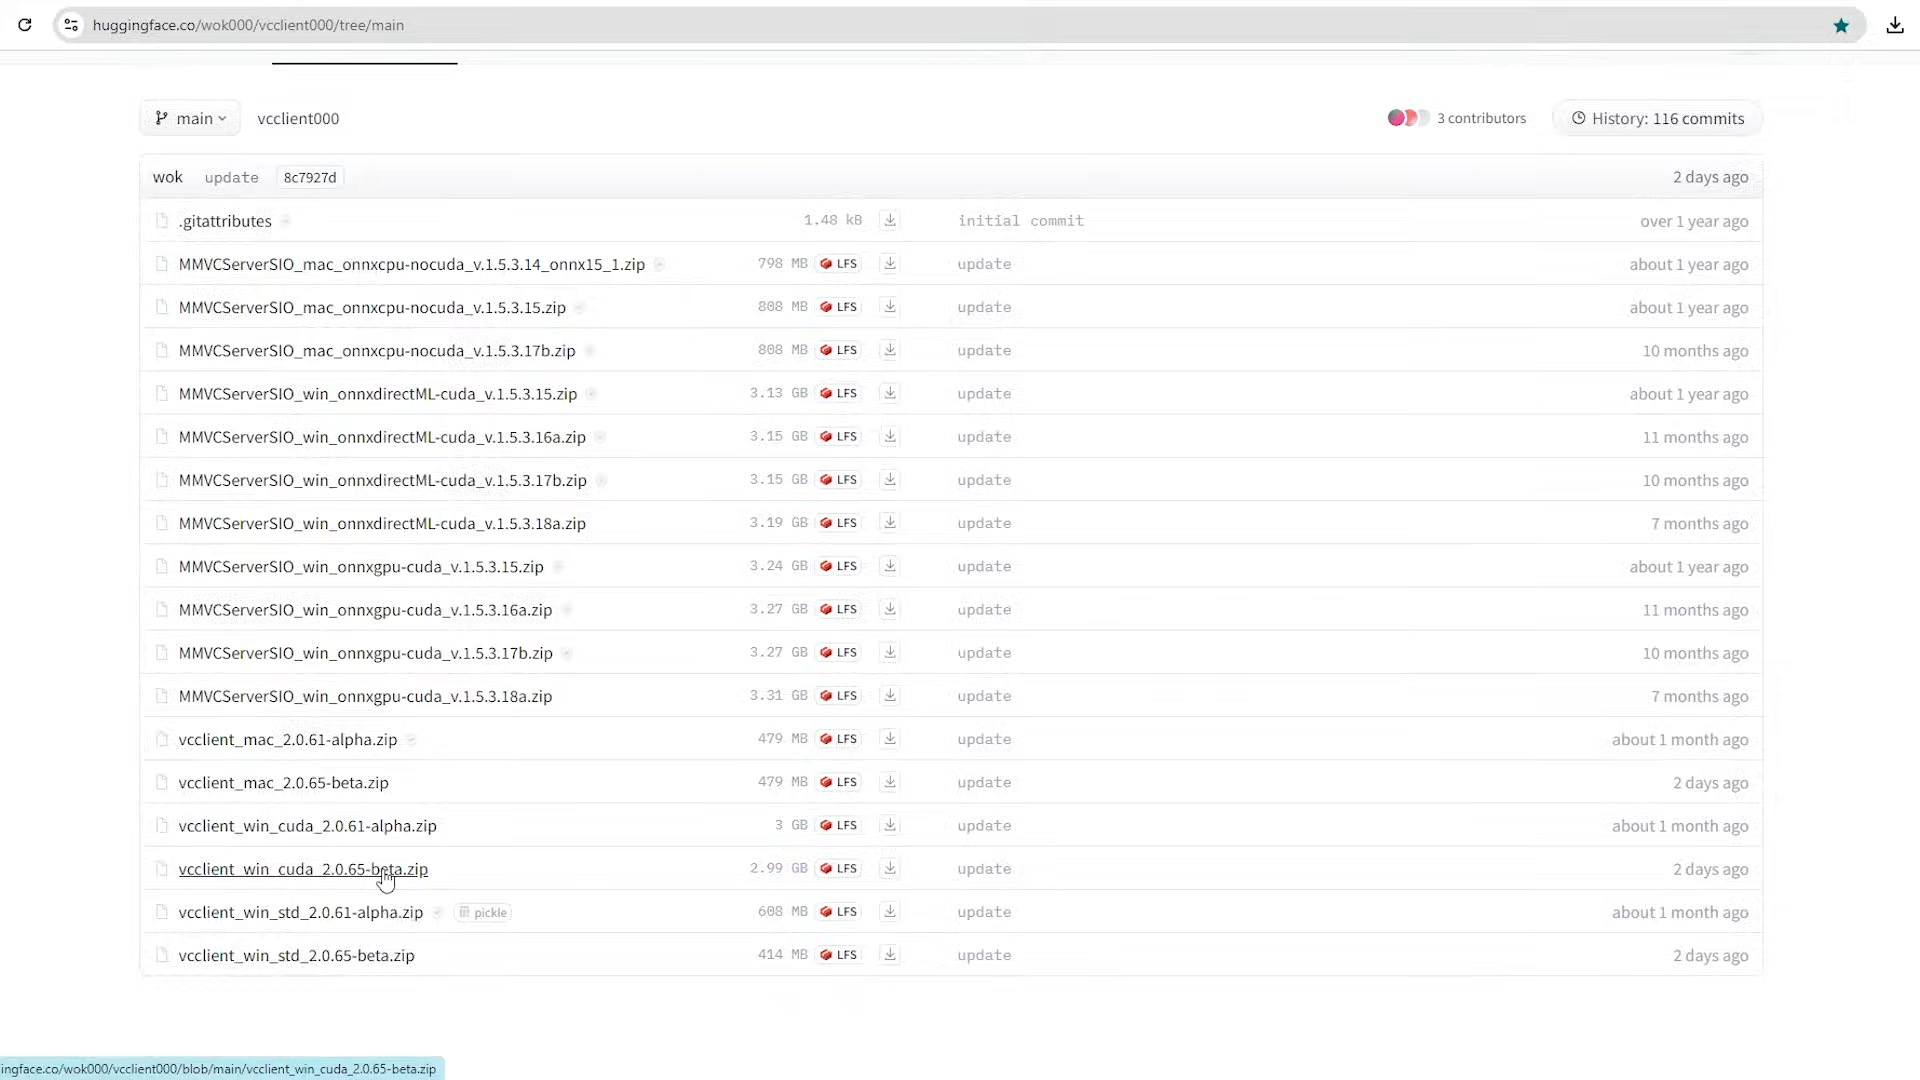 huggingface.co/wok000/vcclient000/tree/main
main vcclient000 3 contributors History: 116 commits
wok update 8c7927d 2 days ago
.gitattributes 1.48 kB initial commit over 1 year ago
MMVCServerSIO_mac_onnxcpu-nocuda_v.1.5.3.14_onnx15_1.zip 798 MB LFS update about 1 year ago
MMVCServerSIO_mac_onnxcpu-nocuda_v.1.5.3.15.zip 808 MB LFS update about 1 year ago
MMVCServerSIO_mac_onnxcpu-nocuda_v.1.5.3.17b.zip 808 MB LFS update 10 months ago
MMVCServerSIO_win_onnxdirectML-cuda_v.1.5.3.15.zip 3.13 GB LFS update about 1 year ago
MMVCServerSIO_win_onnxdirectML-cuda_v.1.5.3.16a.zip 3.15 GB LFS update 11 months ago
MMVCServerSIO_win_onnxdirectML-cuda_v.1.5.3.17b.zip 3.15 GB LFS update 10 months ago
MMVCServerSIO_win_onnxdirectML-cuda_v.1.5.3.18a.zip 3.19 GB LFS update 7 months ago
MMVCServerSIO_win_onnxgpu-cuda_v.1.5.3.15.zip 3.24 GB LFS update about 1 year ago
MMVCServerSIO_win_onnxgpu-cuda_v.1.5.3.16a.zip 3.27 GB LFS update 11 months ago
MMVCServerSIO_win_onnxgpu-cuda_v.1.5.3.17b.zip 3.27 GB LFS update 10 months ago
MMVCServerSIO_win_onnxgpu-cuda_v.1.5.3.18a.zip 3.31 GB LFS update 7 months ago
vcclient_mac_2.0.61-alpha.zip 479 MB LFS update about 1 month ago
vcclient_mac_2.0.65-beta.zip 479 MB LFS update 2 days ago
vcclient_win_cuda_2.0.61-alpha.zip 3 GB LFS update about 1 month ago
vcclient_win_cuda_2.0.65-beta.zip 2.99 GB LFS update 2 days ago
vcclient_win_std_2.0.61-alpha.zip pickle 608 MB LFS update about 1 month ago
vcclient_win_std_2.0.65-beta.zip 414 MB LFS update 2 days ago
ingface.co/wok000/vcclient000/blob/main/vcclient_win_cuda_2.0.65-beta.zip